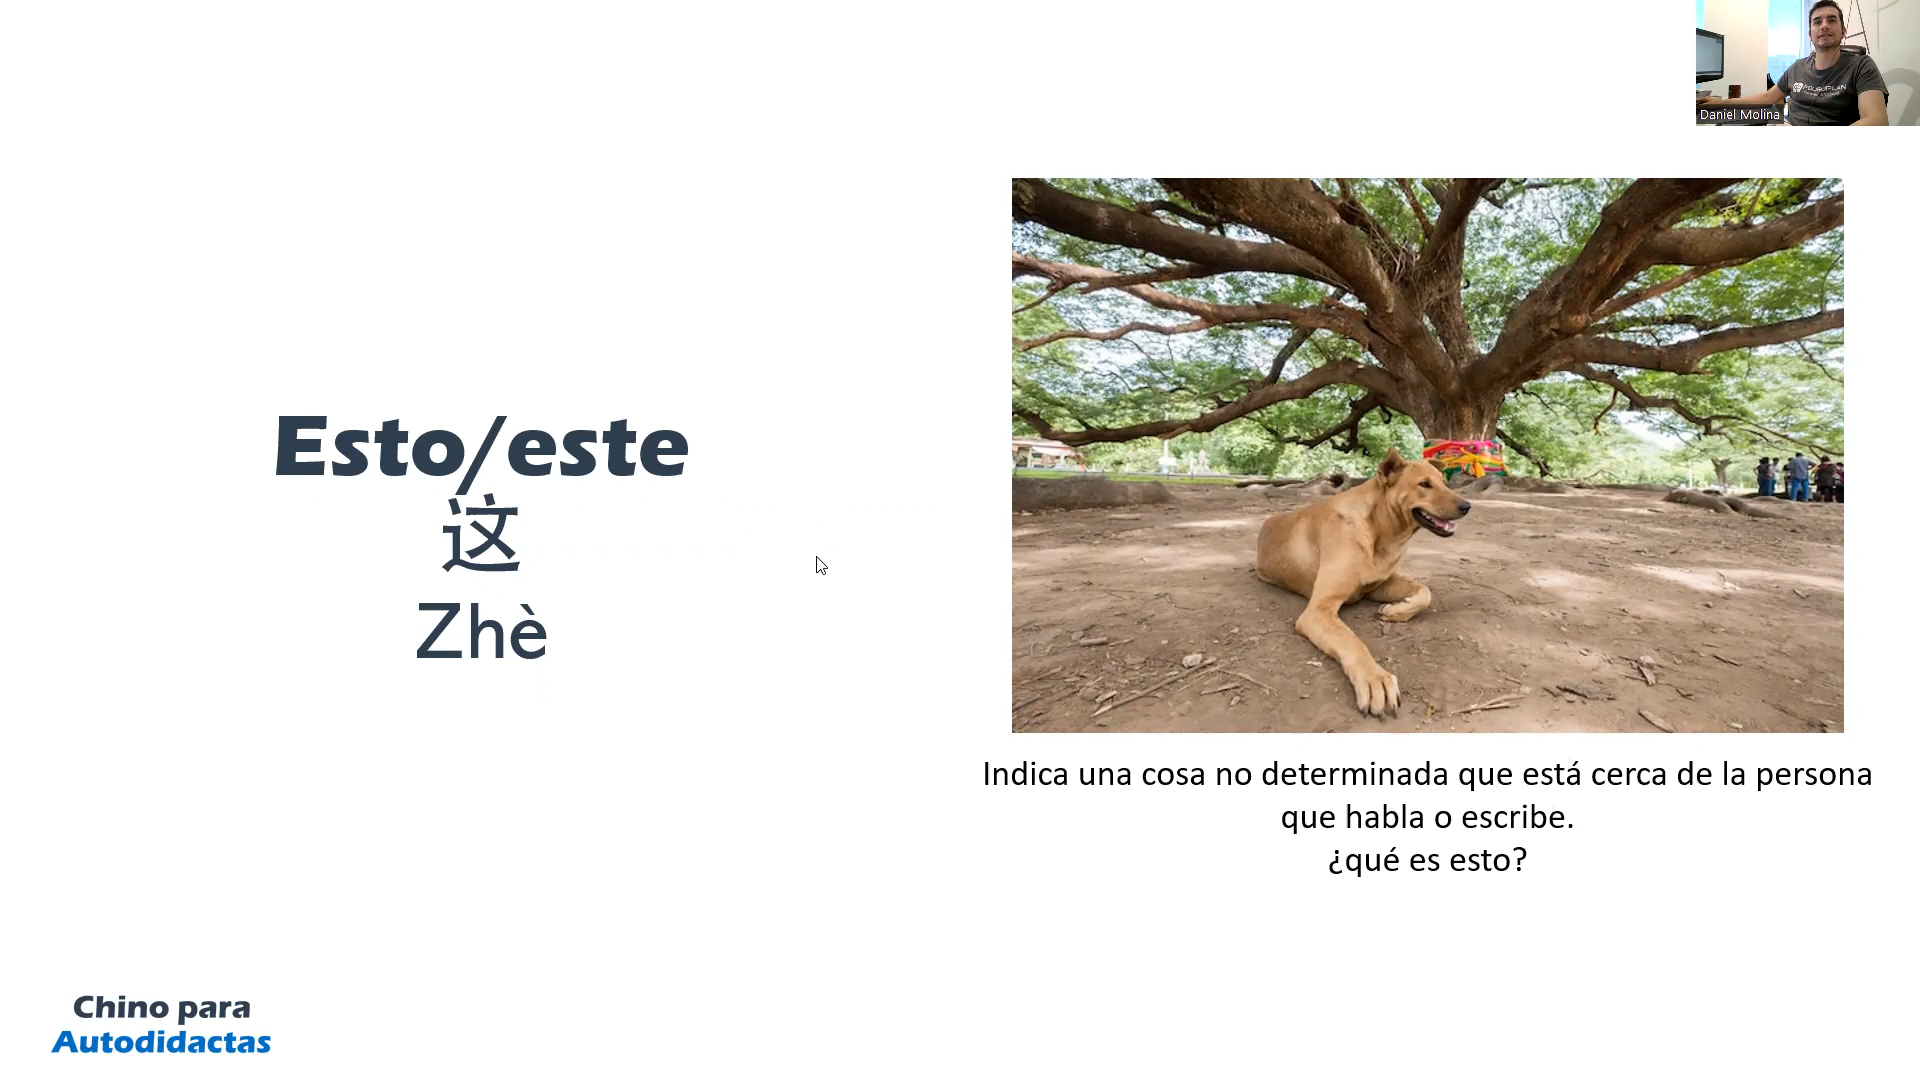 Daniel Molina
Esto/este
这
Zhè
Indica una cosa no determinada que está cerca de la persona
que habla o escribe.
¿qué es esto?
Chino para
Autodidactas